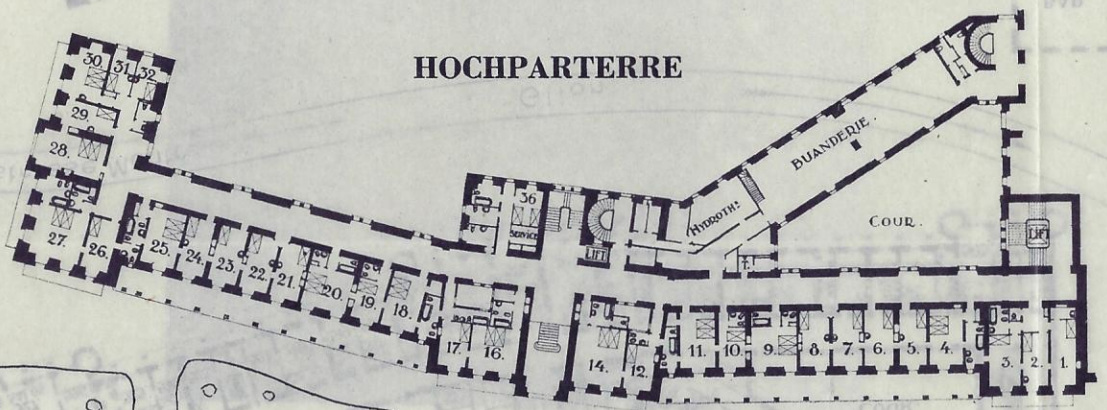 HOCHPARTERRE
30. 31. 32.
29.
28.
27. 26. 25. 24. 23. 22. 21. 20. 19. 18.
17. 16.
36
SERVICE
LIFT
HYDROTHIE
BUANDERIE.
COUR.
LIFT
T.
14. 12. 11. 10. 9. 8. 7. 6. 5. 4. 3. 2. 1.